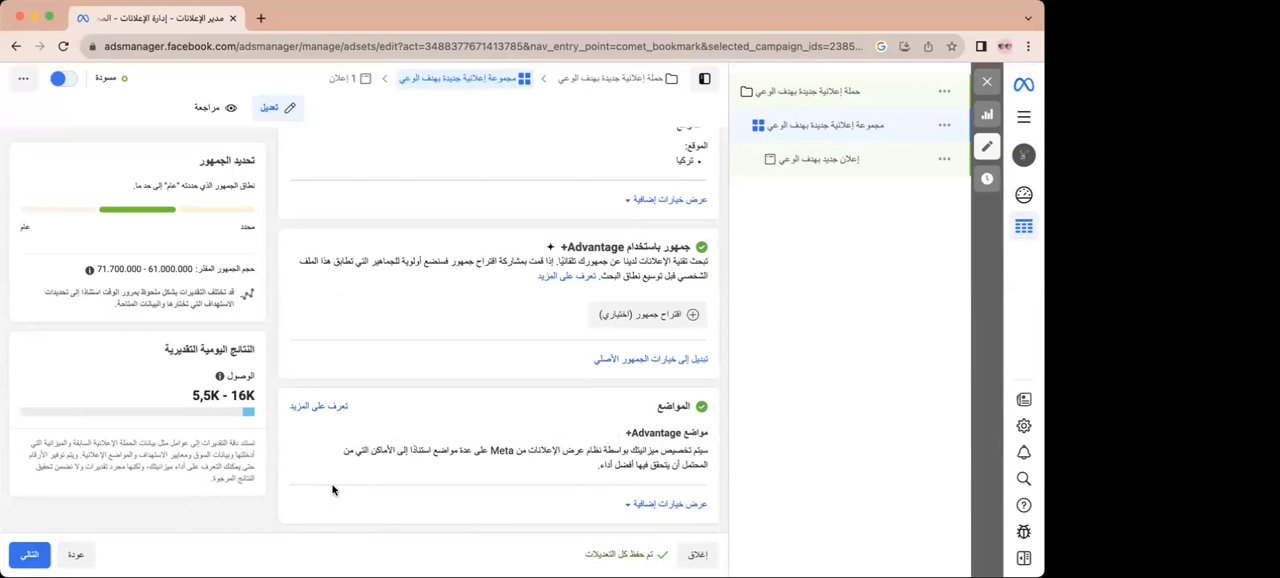 مدير الإعلانات - إدارة الإعلانات - الحم
adsmanager.facebook.com/adsmanager/manage/adsets/edit?act=3488377671413785&nav_entry_point=comet_bookmark&selected_campaign_ids=2385...
حملة إعلانية جديدة بهدف الوعي
مجموعة إعلانية جديدة بهدف الوعي
1 إعلان
مسودة
تعديل
مراجعة
حملة إعلانية جديدة بهدف الوعي
مجموعة إعلانية جديدة بهدف الوعي
إعلان جديد بهدف الوعي
الموقع:
• تركيا
عرض خيارات إضافية
جمهور باستخدام Advantage+
تبحث تقنية الإعلانات لدينا عن جمهورك تلقائيًا. إذا قمت بمشاركة اقتراح جمهور فسنضع أولوية للجماهير التي تطابق هذا الملف
الشخصي قبل توسيع نطاق البحث. تعرف على المزيد
اقتراح جمهور (اختياري)
تبديل إلى خيارات الجمهور الأصلي
المواضع
تعرف على المزيد
مواضع Advantage+
سيتم تخصيص ميزانيتك بواسطة نظام عرض الإعلانات من Meta على عدة مواضع استنادًا إلى الأماكن التي من
المحتمل أن يتحقق فيها أفضل أداء.
عرض خيارات إضافية
تحديد الجمهور
نطاق الجمهور الذي حددته "عام" إلى حد ما.
محدد
عام
حجم الجمهور المقدّر: 61.000.000 - 71.700.000
قد تختلف التقديرات بشكل ملحوظ بمرور الوقت استنادًا إلى تحديدات
الاستهداف التي تختارها والبيانات المتاحة.
النتائج اليومية التقديرية
الوصول
5,5K - 16K
تستند دقة التقديرات إلى عوامل مثل بيانات الحملة الإعلانية السابقة والميزانية التي
أدخلتها وبيانات السوق ومعايير الاستهداف والمواضع الإعلانية. ويتم توفير الأرقام
حتى يمكنك التعرف على أداء ميزانيتك، ولكنها مجرد تقديرات ولا نضمن تحقيق
النتائج المرجوة.
إغلاق
تم حفظ كل التعديلات
عودة
التالي